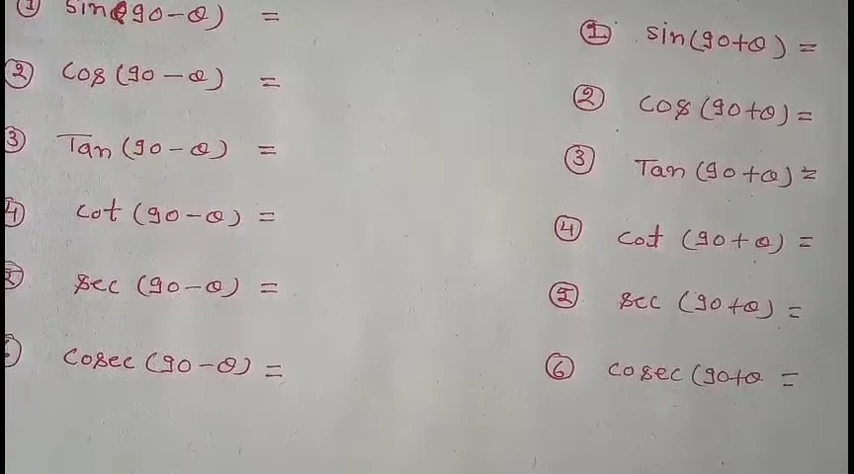 ① sin(90-θ) =
② cos(90-θ) =
③ Tan(90-θ) =
④ cot(90-θ) =
⑤ sec(90-θ) =
cosec(90-θ) =
① sin(90+θ) =
② cos(90+θ) =
③ Tan(90+θ) =
④ cot(90+θ) =
⑤ sec(90+θ) =
⑥ cosec(90+θ =